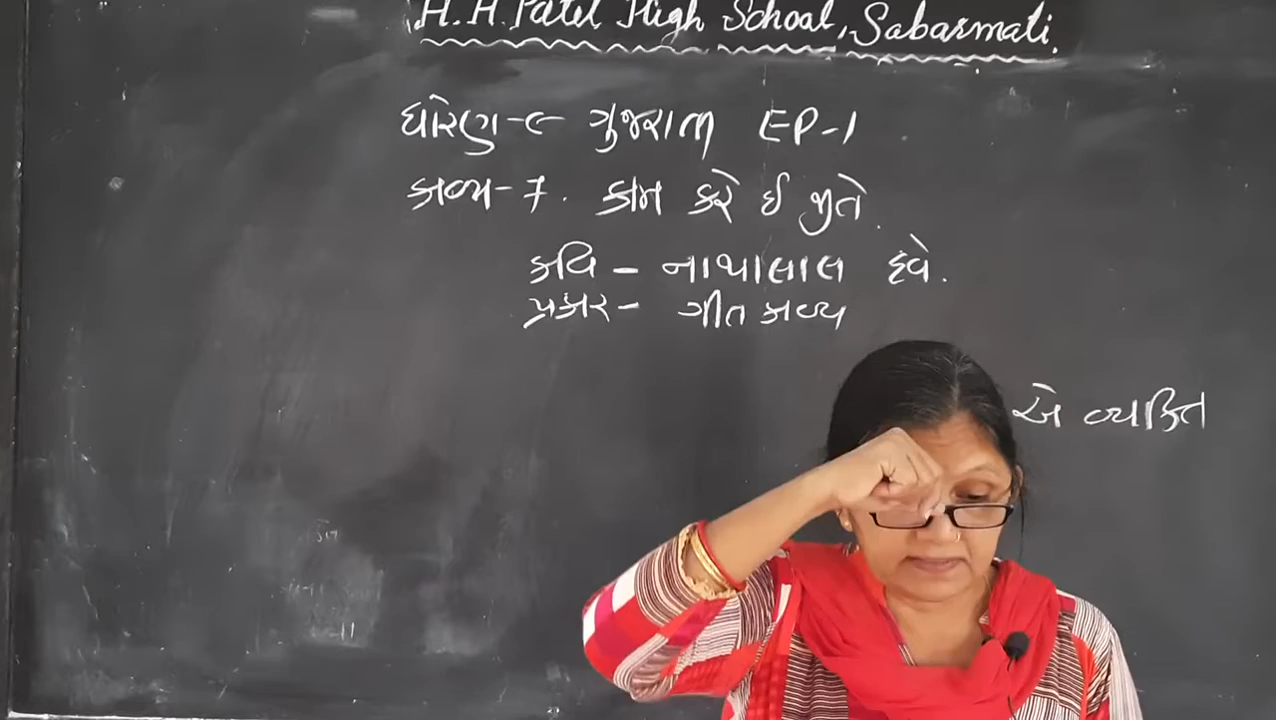 H.H.Patel High School, Sabarmati.
ધોરણ-૯ ગુજરાતી EP-1
કાવ્ય-7. કામ કરે ઈ જીતે.
કવિ - નાથાલાલ દવે.
પ્રકાર - ગીત કાવ્ય
એ વ્યક્તિ